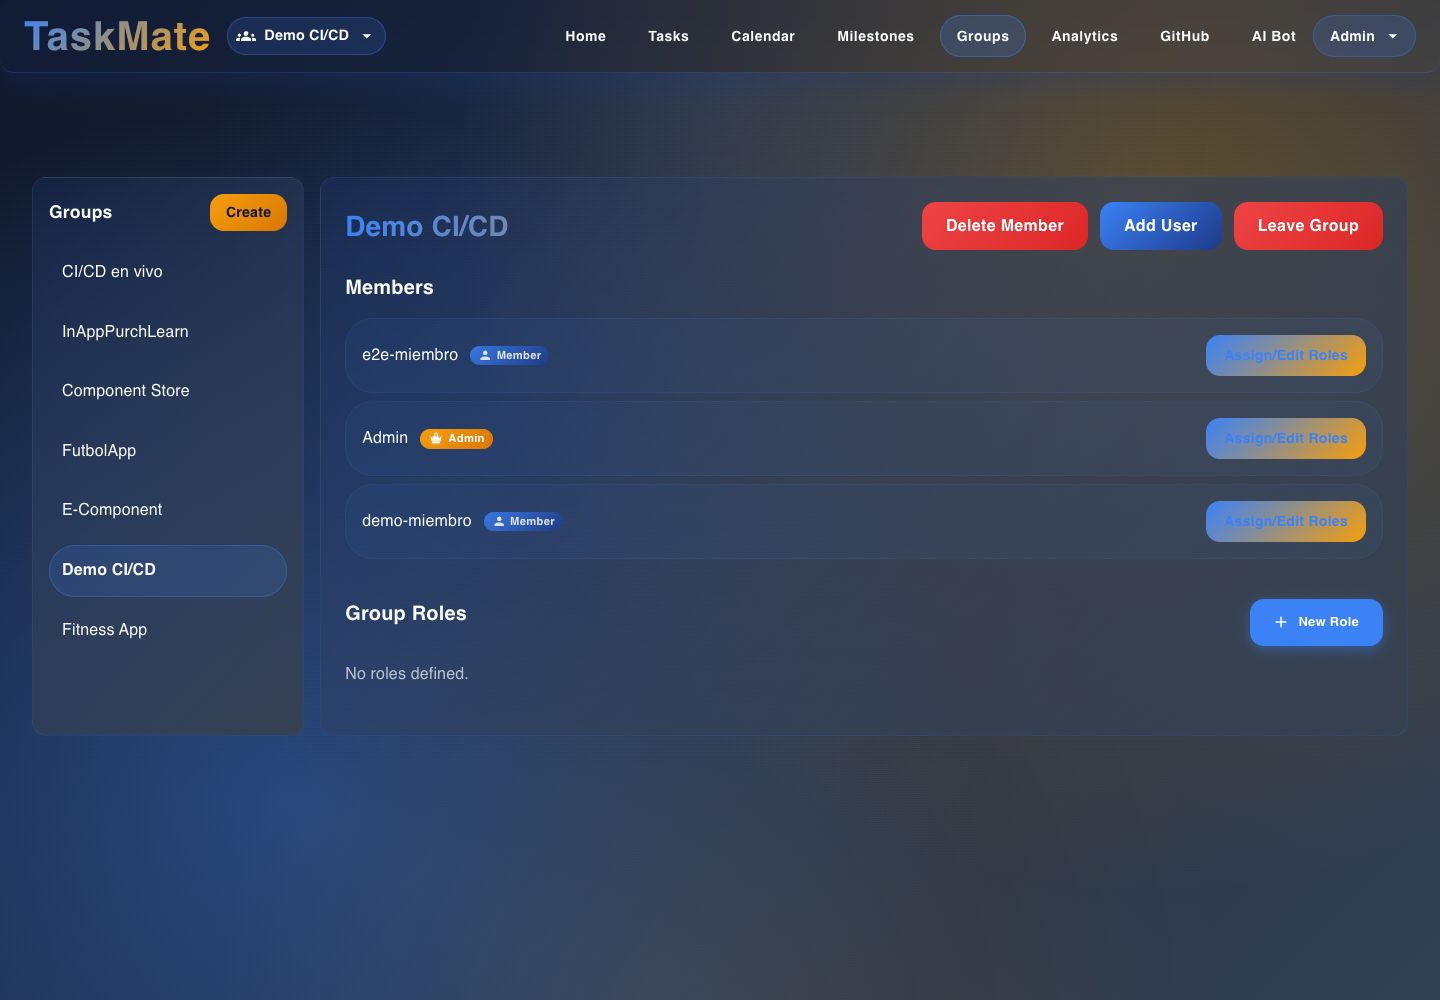 TaskMate
Demo CI/CD
Home
Tasks
Calendar
Milestones
Groups
Analytics
GitHub
AI Bot
Admin
Groups
Create
CI/CD en vivo
InAppPurchLearn
Component Store
FutbolApp
E-Component
Demo CI/CD
Fitness App
Demo CI/CD
Delete Member
Add User
Leave Group
Members
e2e-miembro
Member
Assign/Edit Roles
Admin
Admin
Assign/Edit Roles
demo-miembro
Member
Assign/Edit Roles
Group Roles
New Role
No roles defined.